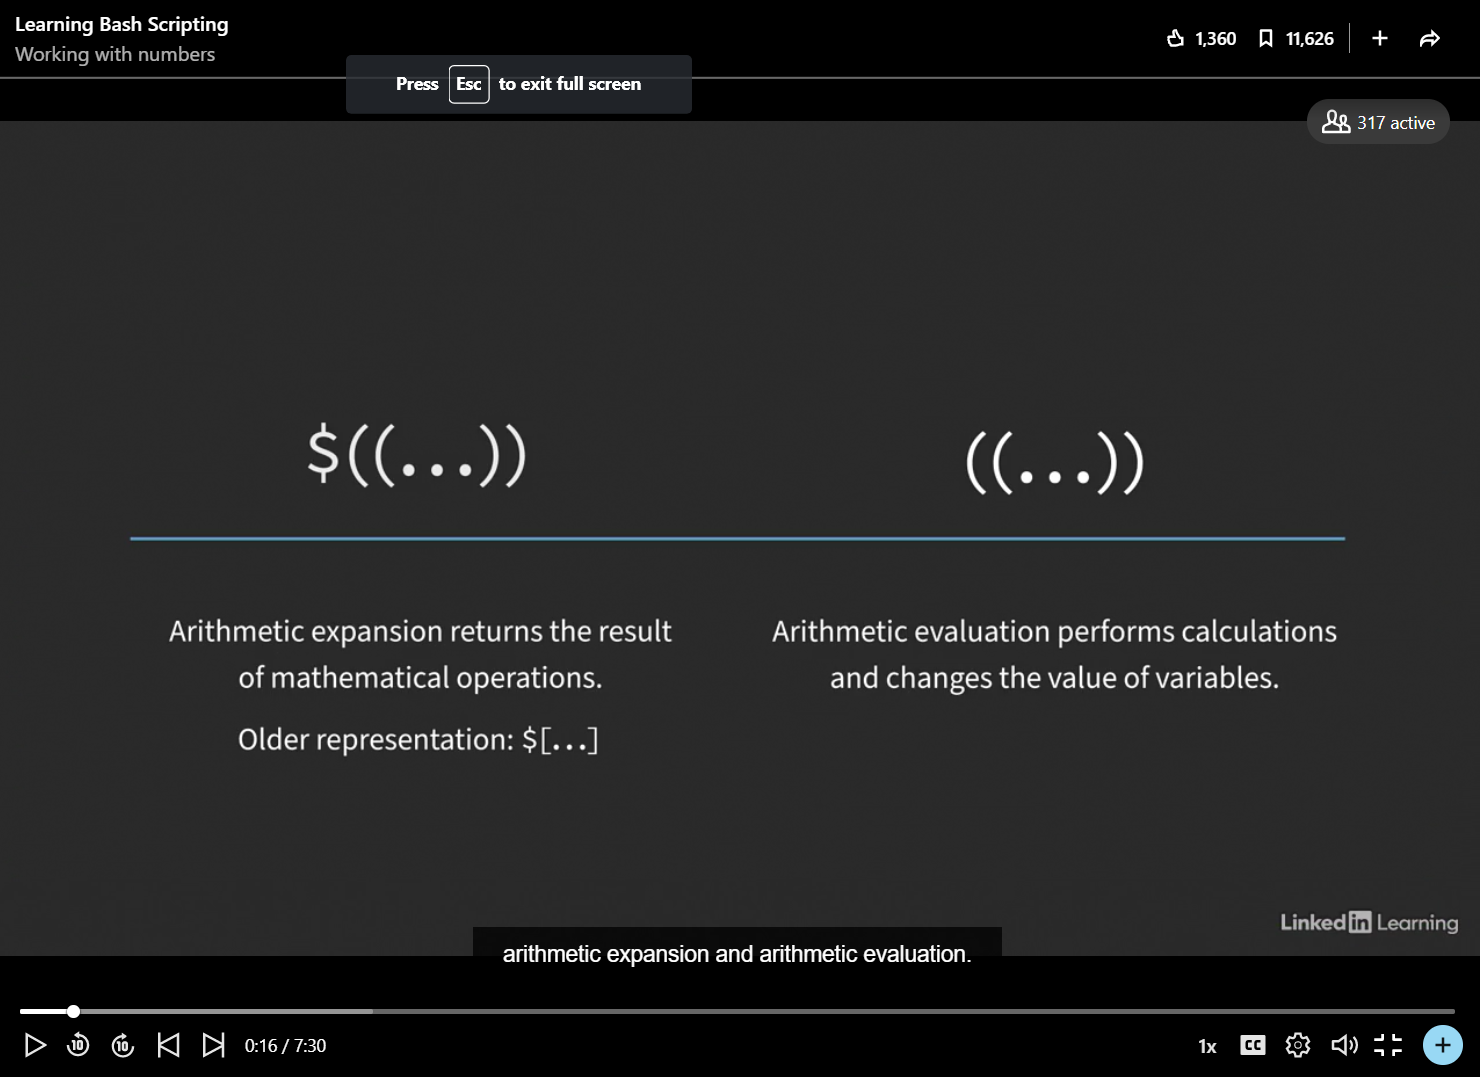 Learning Bash Scripting
Working with numbers
1,360 11,626
Press Esc to exit full screen
317 active
$((...)) ((...))
Arithmetic expansion returns the result
of mathematical operations.
Older representation: $[...]
Arithmetic evaluation performs calculations
and changes the value of variables.
LinkedIn Learning
arithmetic expansion and arithmetic evaluation.
10 10 0:16 / 7:30 1x CC